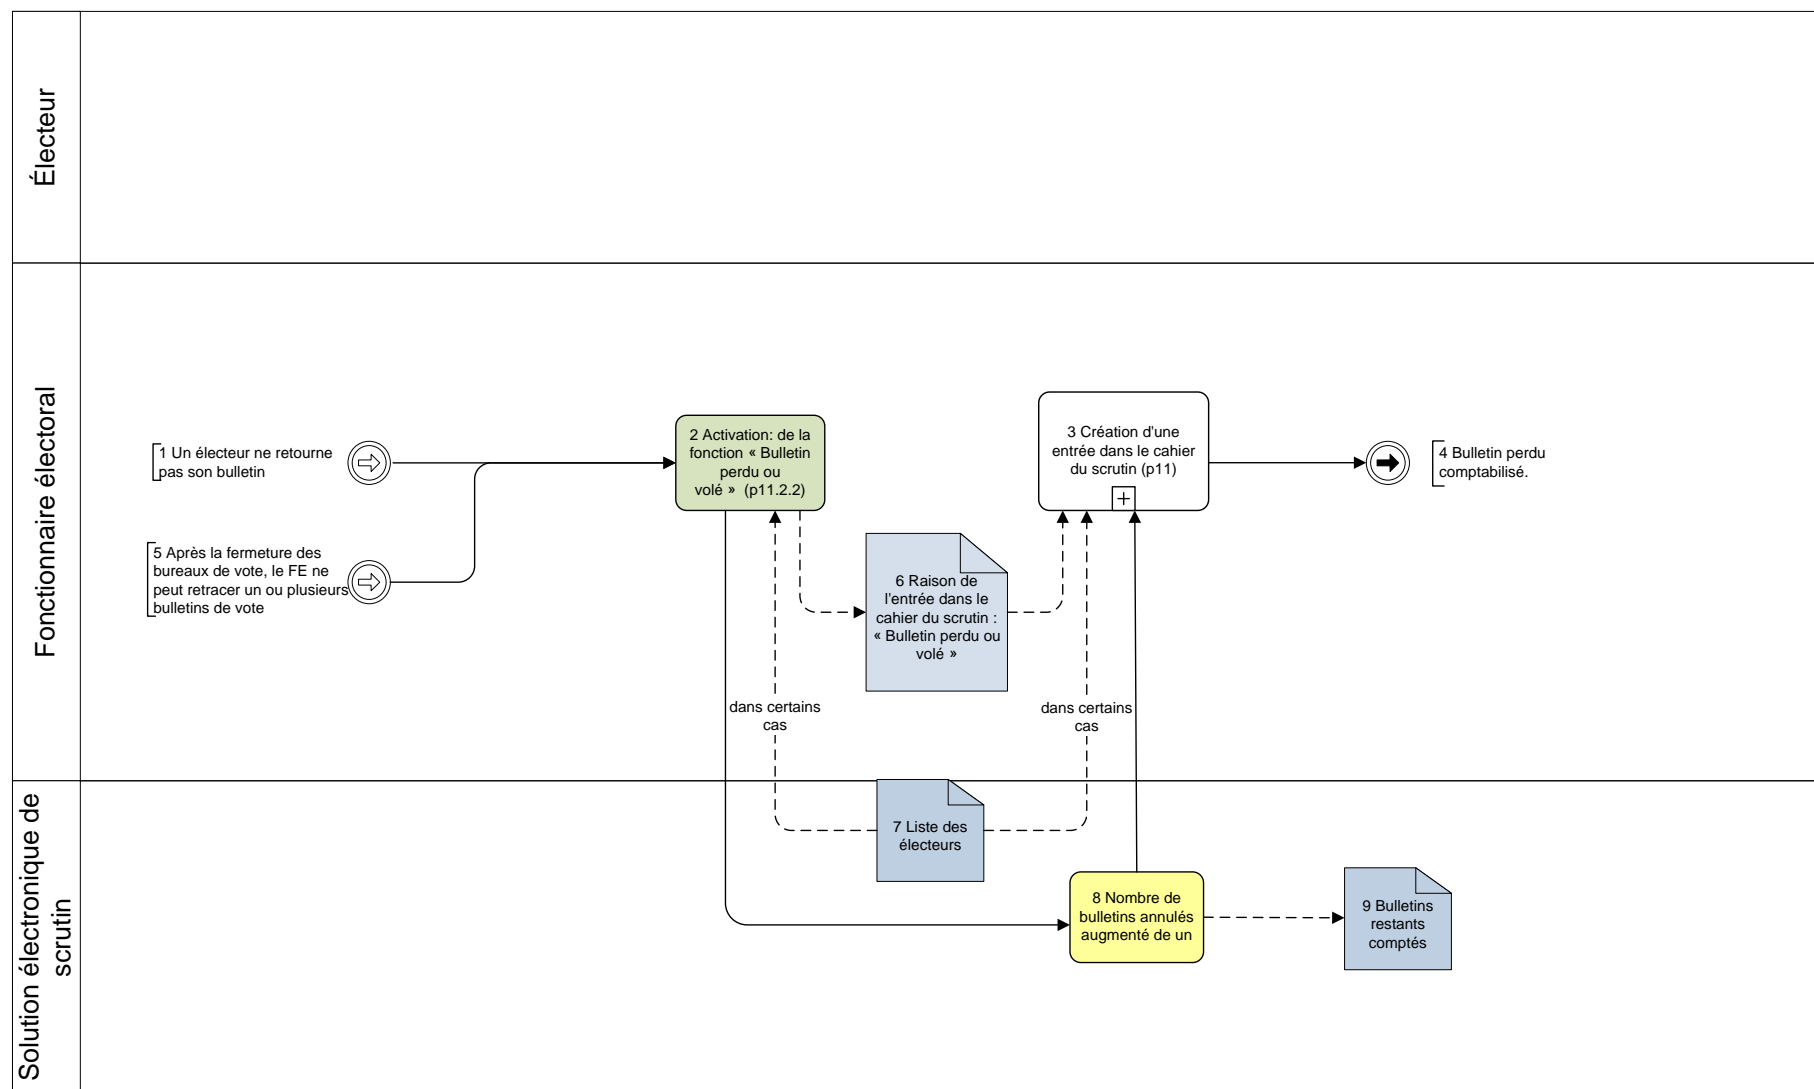 Électeur
Fonctionnaire électoral
1 Un électeur ne retourne
pas son bulletin
5 Après la fermeture des
bureaux de vote, le FE ne
peut retracer un ou plusieurs
bulletins de vote
2 Activation: de la
fonction « Bulletin
perdu ou
volé » (p11.2.2)
3 Création d'une
entrée dans le cahier
du scrutin (p11)
4 Bulletin perdu
comptabilisé.
6 Raison de
l'entrée dans le
cahier du scrutin :
« Bulletin perdu ou
volé »
dans certains
cas
dans certains
cas
Solution électronique de
scrutin
7 Liste des
électeurs
8 Nombre de
bulletins annulés
augmenté de un
9 Bulletins
restants
comptés